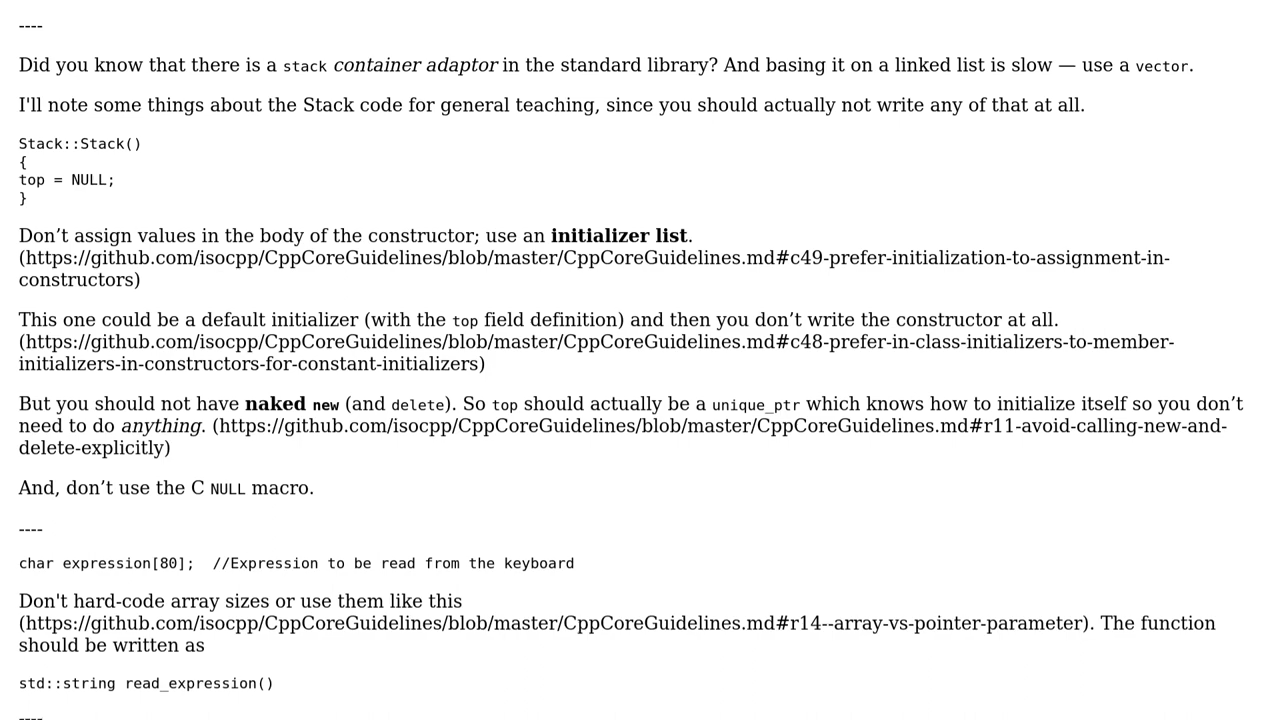 ----
Did you know that there is a stack container adaptor in the standard library? And basing it on a linked list is slow — use a vector.
I'll note some things about the Stack code for general teaching, since you should actually not write any of that at all.
Stack::Stack()
{
top = NULL;
}
Don’t assign values in the body of the constructor; use an initializer list.
(https://github.com/isocpp/CppCoreGuidelines/blob/master/CppCoreGuidelines.md#c49-prefer-initialization-to-assignment-in-
constructors)
This one could be a default initializer (with the top field definition) and then you don’t write the constructor at all.
(https://github.com/isocpp/CppCoreGuidelines/blob/master/CppCoreGuidelines.md#c48-prefer-in-class-initializers-to-member-
initializers-in-constructors-for-constant-initializers)
But you should not have naked new (and delete). So top should actually be a unique_ptr which knows how to initialize itself so you don’t
need to do anything. (https://github.com/isocpp/CppCoreGuidelines/blob/master/CppCoreGuidelines.md#r11-avoid-calling-new-and-
delete-explicitly)
And, don’t use the C NULL macro.
----
char expression[80];  //Expression to be read from the keyboard
Don't hard-code array sizes or use them like this
(https://github.com/isocpp/CppCoreGuidelines/blob/master/CppCoreGuidelines.md#r14--array-vs-pointer-parameter). The function
should be written as
std::string read_expression()
----